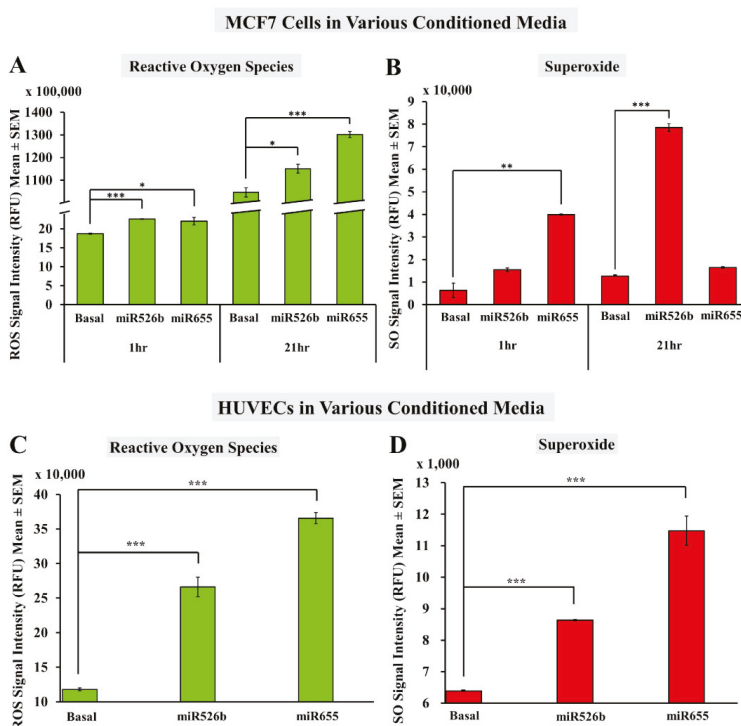 MCF7 Cells in Various Conditioned Media
A
Reactive Oxygen Species
x 100,000
ROS Signal Intensity (RFU) Mean ± SEM
1400
1300
1200
1100
20
15
10
5
0
***
*
*
***
Basal miR526b miR655 Basal miR526b miR655
1hr 21hr
B
Superoxide
x 10,000
SO Signal Intensity (RFU) Mean ± SEM
9
8
7
6
5
4
3
2
1
0
**
***
Basal miR526b miR655 Basal miR526b miR655
1hr 21hr
HUVECs in Various Conditioned Media
C
Reactive Oxygen Species
x 10,000
ROS Signal Intensity (RFU) Mean ± SEM
40
35
30
25
20
15
10
***
***
Basal miR526b miR655
D
Superoxide
x 1,000
SO Signal Intensity (RFU) Mean ± SEM
13
12
11
10
9
8
7
6
***
***
Basal miR526b miR655